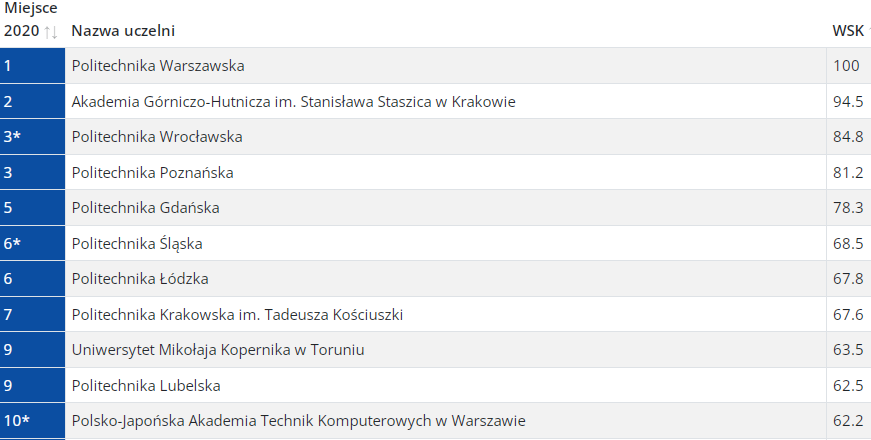 Miejsce
2020 Nazwa uczelni WSK
1 Politechnika Warszawska 100
2 Akademia Górniczo-Hutnicza im. Stanisława Staszica w Krakowie 94.5
3* Politechnika Wrocławska 84.8
3 Politechnika Poznańska 81.2
5 Politechnika Gdańska 78.3
6* Politechnika Śląska 68.5
6 Politechnika Łódzka 67.8
7 Politechnika Krakowska im. Tadeusza Kościuszki 67.6
9 Uniwersytet Mikołaja Kopernika w Toruniu 63.5
9 Politechnika Lubelska 62.5
10* Polsko-Japońska Akademia Technik Komputerowych w Warszawie 62.2